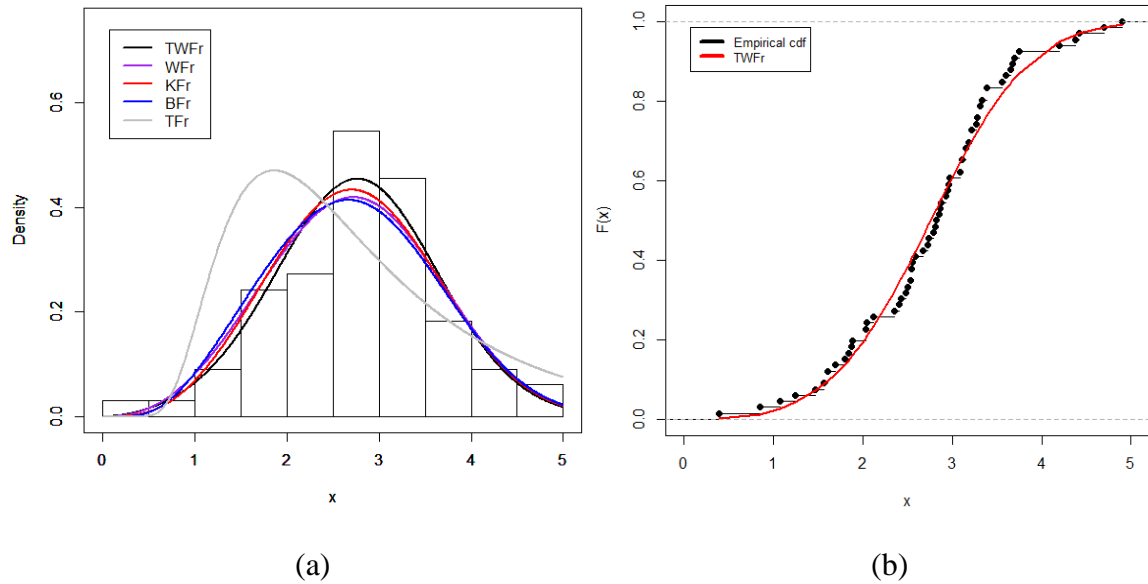 TWFr
WFr
KFr
BFr
TFr
Density
0.0
0.2
0.4
0.6
0 1 2 3 4 5
x
(a)
Empirical cdf
TWFr
F(x)
0.0
0.2
0.4
0.6
0.8
1.0
0 1 2 3 4 5
x
(b)